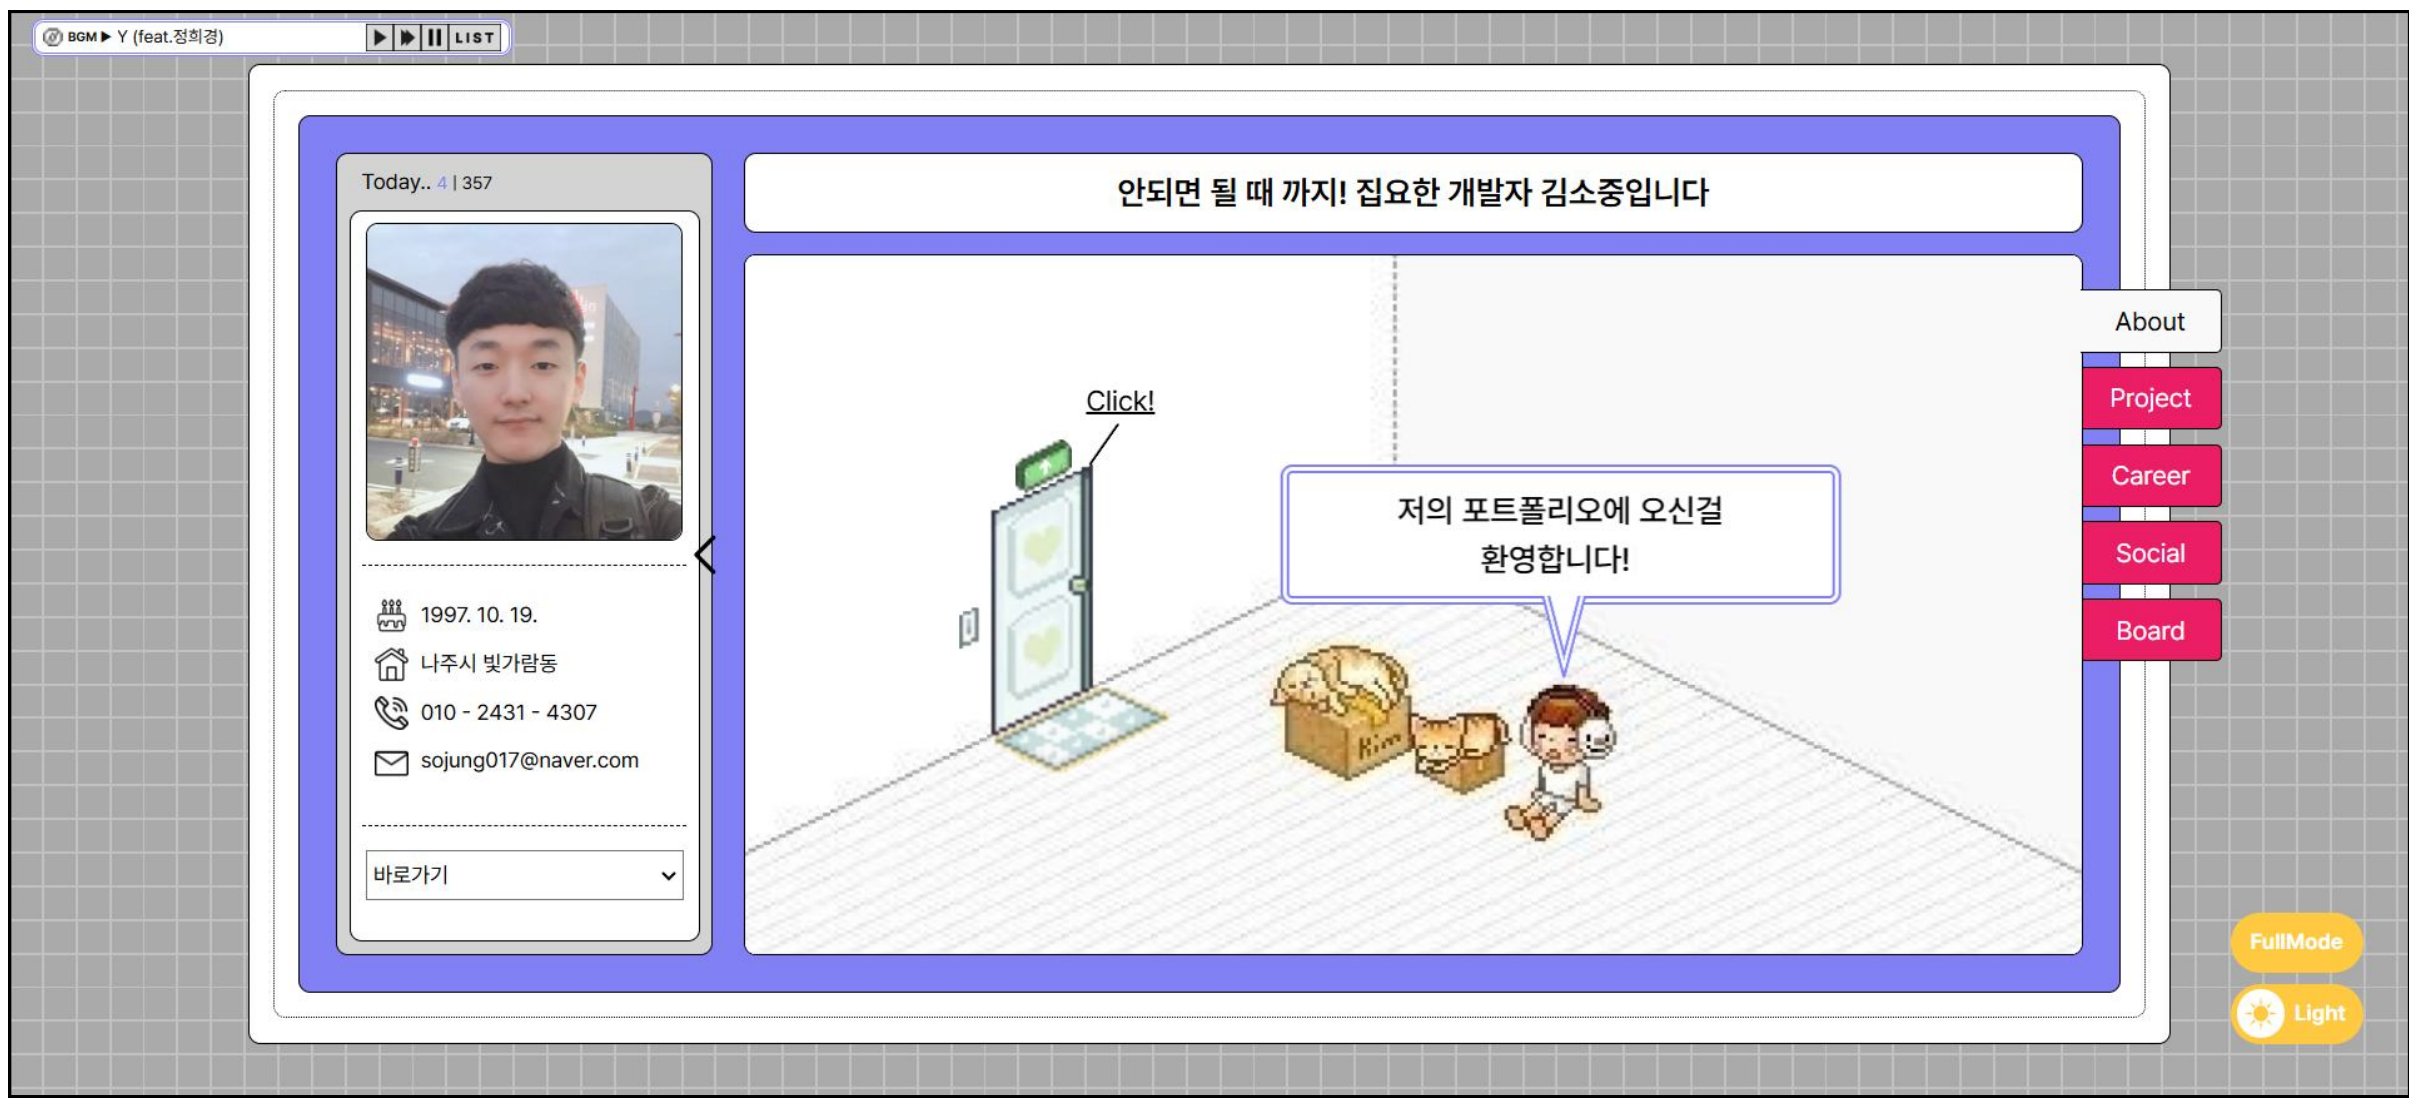 BGM ▶ Y (feat.정희경)
LIST
Today.. 4 | 357
안되면 될 때 까지! 집요한 개발자 김소중입니다
1997. 10. 19.
나주시 빛가람동
010 - 2431 - 4307
sojung017@naver.com
바로가기
Click!
저의 포트폴리오에 오신걸
환영합니다!
Kim
About
Project
Career
Social
Board
FullMode
Light